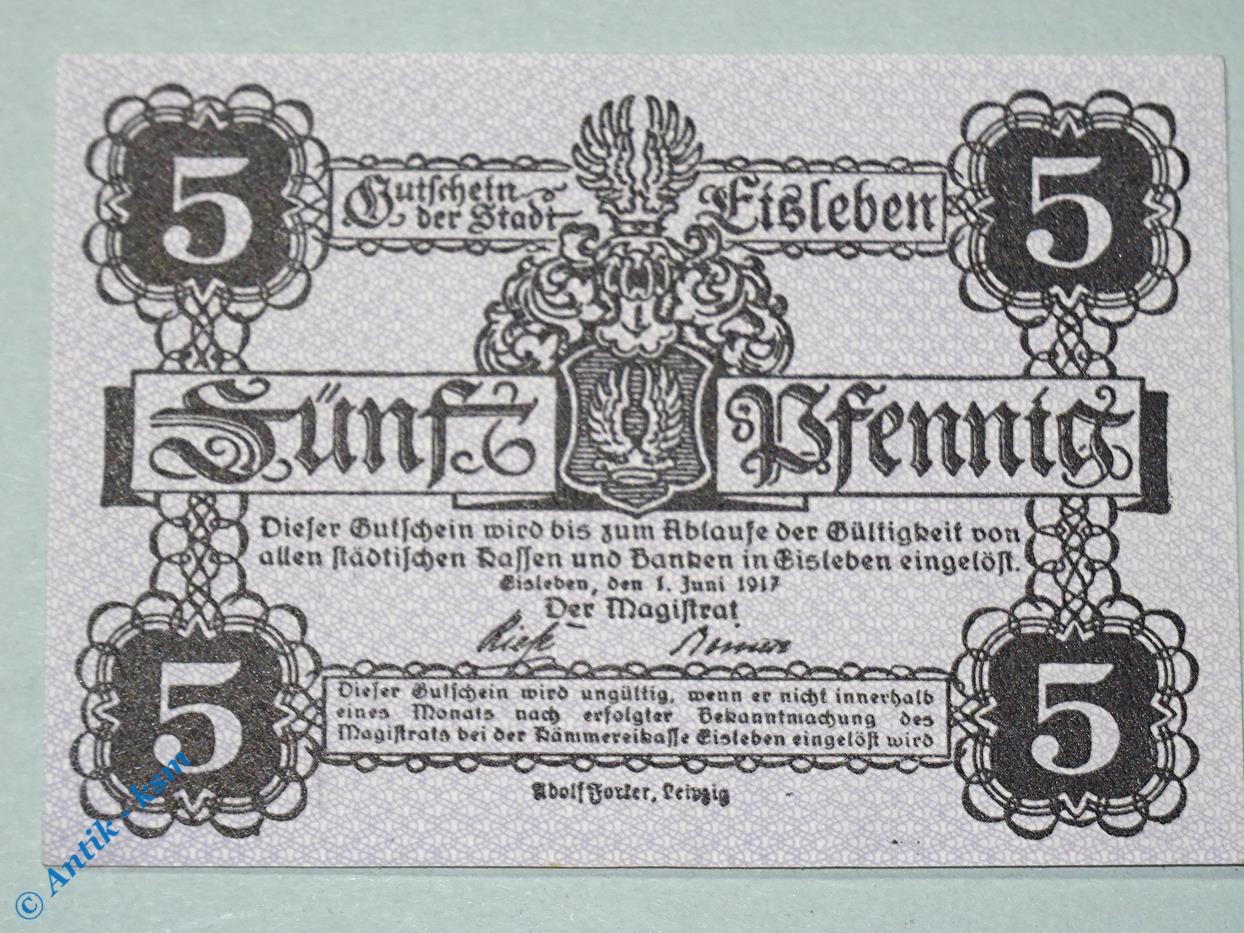 5
5
Gutschein
der Stadt
Eisleben
Fünf
Pfennig
Dieser Gutschein wird bis zum Ablaufe der Gültigkeit von
allen städtischen Kassen und Banken in Eisleben eingelöst.
Eisleben, den 1. Juni 1917
Der Magistrat
5
5
Dieser Gutschein wird ungültig, wenn er nicht innerhalb
eines Monats nach erfolgter Bekanntmachung des
Magistrats bei der Kämmereikasse Eisleben eingelöst wird
Adolf Forker, Leipzig
© Antik - ksm